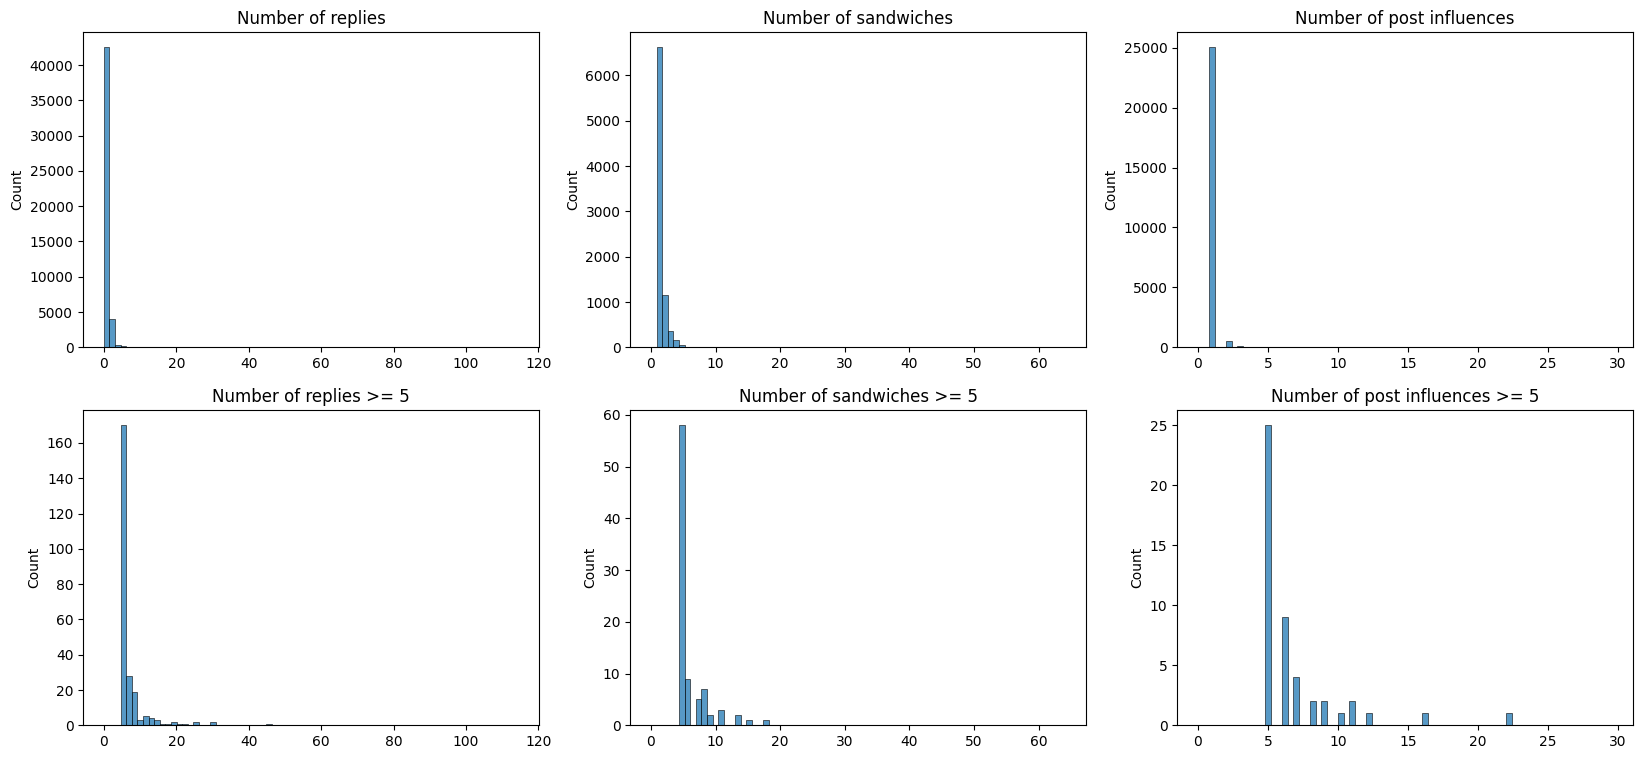 Number of replies
Count
40000
35000
30000
25000
20000
15000
10000
5000
0
0 20 40 60 80 100 120
Number of sandwiches
Count
6000
5000
4000
3000
2000
1000
0
0 10 20 30 40 50 60
Number of post influences
Count
25000
20000
15000
10000
5000
0
0 5 10 15 20 25 30
Number of replies >= 5
Count
160
140
120
100
80
60
40
20
0
0 20 40 60 80 100 120
Number of sandwiches >= 5
Count
60
50
40
30
20
10
0
0 10 20 30 40 50 60
Number of post influences >= 5
Count
25
20
15
10
5
0
0 5 10 15 20 25 30